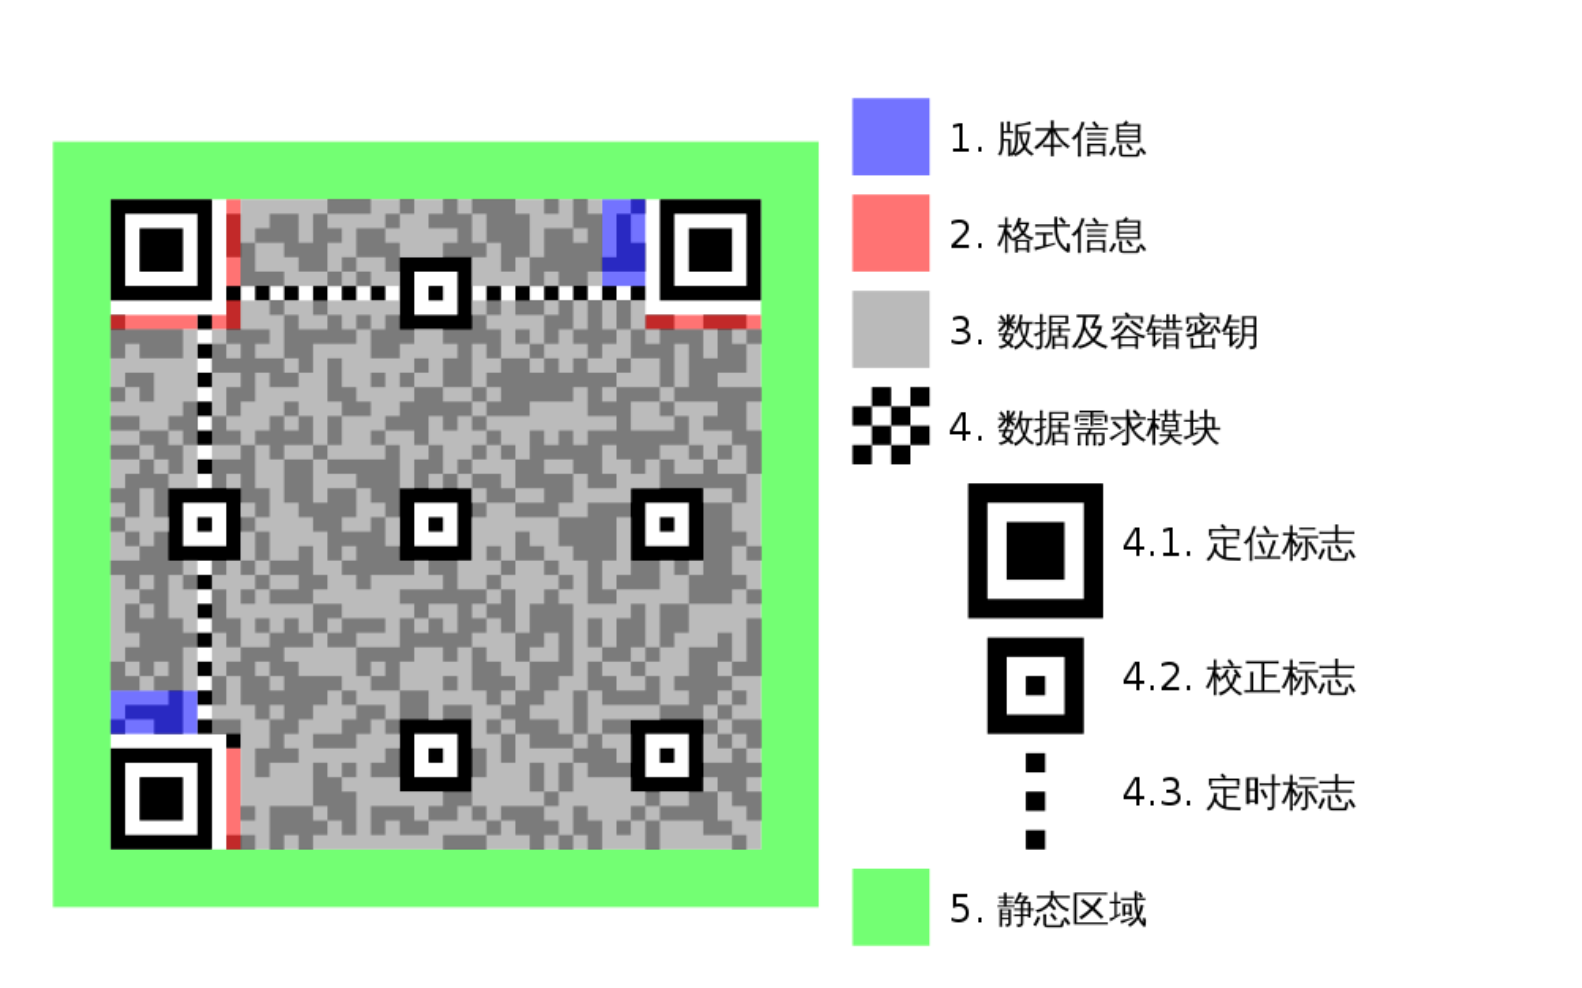 1. 版本信息
2. 格式信息
3. 数据及容错密钥
4. 数据需求模块
4.1. 定位标志
4.2. 校正标志
4.3. 定时标志
5. 静态区域